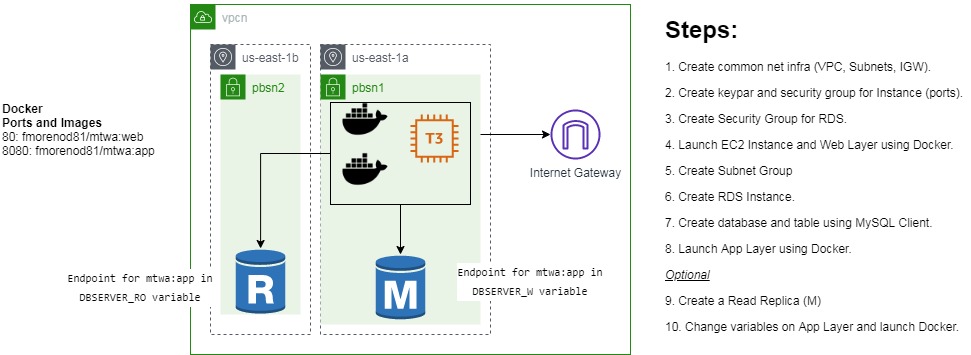 vpcn
us-east-1b
us-east-1a
pbsn2
pbsn1
Docker
Ports and Images
80: fmorenod81/mtwa:web
8080: fmorenod81/mtwa:app
T3
Internet Gateway
Endpoint for mtwa:app in
DBSERVER_RO variable
R
M
Endpoint for mtwa:app in
DBSERVER_W variable
Steps:
1. Create common net infra (VPC, Subnets, IGW).
2. Create keypar and security group for Instance (ports).
3. Create Security Group for RDS.
4. Launch EC2 Instance and Web Layer using Docker.
5. Create Subnet Group
6. Create RDS Instance.
7. Create database and table using MySQL Client.
8. Launch App Layer using Docker.
Optional
9. Create a Read Replica (M)
10. Change variables on App Layer and launch Docker.